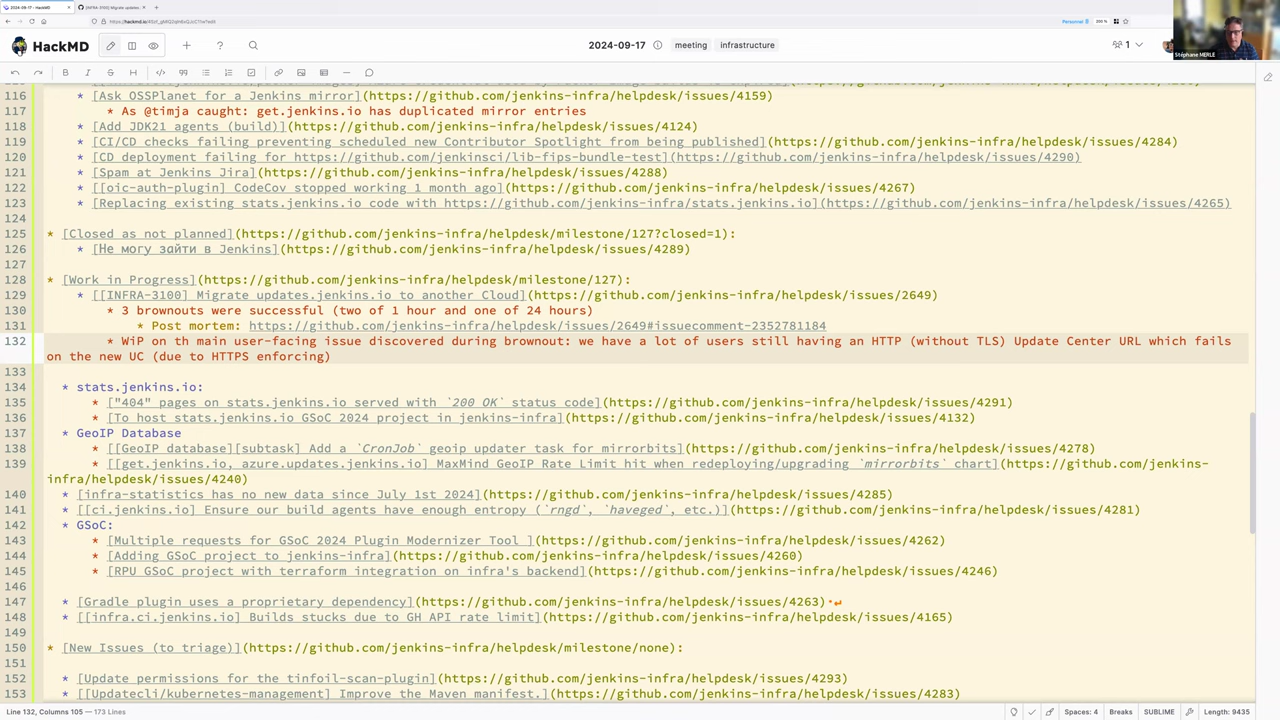 2024-09-17 - HackMD
[INFRA-3100] Migrate updates.
Personal
200 %
Stéphane MERLE
HackMD
2024-09-17
meeting
infrastructure
1
116 * [Ask OSSPlanet for a Jenkins mirror](https://github.com/jenkins-infra/helpdesk/issues/4159)
117 * As @timja caught: get.jenkins.io has duplicated mirror entries
118 * [Add JDK21 agents (build)](https://github.com/jenkins-infra/helpdesk/issues/4124)
119 * [CI/CD checks failing preventing scheduled new Contributor Spotlight from being published](https://github.com/jenkins-infra/helpdesk/issues/4284)
120 * [CD deployment failing for https://github.com/jenkinsci/lib-fips-bundle-test](https://github.com/jenkins-infra/helpdesk/issues/4290)
121 * [Spam at Jenkins Jira](https://github.com/jenkins-infra/helpdesk/issues/4288)
122 * [[oic-auth-plugin] CodeCov stopped working 1 month ago](https://github.com/jenkins-infra/helpdesk/issues/4267)
123 * [Replacing existing stats.jenkins.io code with https://github.com/jenkins-infra/stats.jenkins.io](https://github.com/jenkins-infra/helpdesk/issues/4265)
124
125 * [Closed as not planned](https://github.com/jenkins-infra/helpdesk/milestone/127?closed=1):
126 * [Не могу зайти в Jenkins](https://github.com/jenkins-infra/helpdesk/issues/4289)
127
128 * [Work in Progress](https://github.com/jenkins-infra/helpdesk/milestone/127):
129 * [[INFRA-3100] Migrate updates.jenkins.io to another Cloud](https://github.com/jenkins-infra/helpdesk/issues/2649)
130 * 3 brownouts were successful (two of 1 hour and one of 24 hours)
131 * Post mortem: https://github.com/jenkins-infra/helpdesk/issues/2649#issuecomment-2352781184
132 * WiP on th main user-facing issue discovered during brownout: we have a lot of users still having an HTTP (without TLS) Update Center URL which fails
on the new UC (due to HTTPS enforcing)
133
134 * stats.jenkins.io:
135 * ["404" pages on stats.jenkins.io served with `200 OK` status code](https://github.com/jenkins-infra/helpdesk/issues/4291)
136 * [To host stats.jenkins.io GSoC 2024 project in jenkins-infra](https://github.com/jenkins-infra/helpdesk/issues/4132)
137 * GeoIP Database
138 * [[GeoIP database][subtask] Add a `CronJob` geoip updater task for mirrorbits](https://github.com/jenkins-infra/helpdesk/issues/4278)
139 * [[get.jenkins.io, azure.updates.jenkins.io] MaxMind GeoIP Rate Limit hit when redeploying/upgrading `mirrorbits` chart](https://github.com/jenkins-
infra/helpdesk/issues/4240)
140 * [infra-statistics has no new data since July 1st 2024](https://github.com/jenkins-infra/helpdesk/issues/4285)
141 * [[ci.jenkins.io] Ensure our build agents have enough entropy (`rngd`, `haveged`, etc.)](https://github.com/jenkins-infra/helpdesk/issues/4281)
142 * GSoC:
143 * [Multiple requests for GSoC 2024 Plugin Modernizer Tool ](https://github.com/jenkins-infra/helpdesk/issues/4262)
144 * [Adding GSoC project to jenkins-infra](https://github.com/jenkins-infra/helpdesk/issues/4260)
145 * [RPU GSoC project with terraform integration on infra's backend](https://github.com/jenkins-infra/helpdesk/issues/4246)
146
147 * [Gradle plugin uses a proprietary dependency](https://github.com/jenkins-infra/helpdesk/issues/4263)
148 * [[infra.ci.jenkins.io] Builds stucks due to GH API rate limit](https://github.com/jenkins-infra/helpdesk/issues/4165)
149
150 * [New Issues (to triage)](https://github.com/jenkins-infra/helpdesk/milestone/none):
151
152 * [Update permissions for the tinfoil-scan-plugin](https://github.com/jenkins-infra/helpdesk/issues/4293)
153 * [[Updatecli/kubernetes-management] Improve the Maven manifest.](https://github.com/jenkins-infra/helpdesk/issues/4283)
Line 132, Columns 105 — 173 Lines
Spaces: 4
Breaks
SUBLIME
Length: 9435